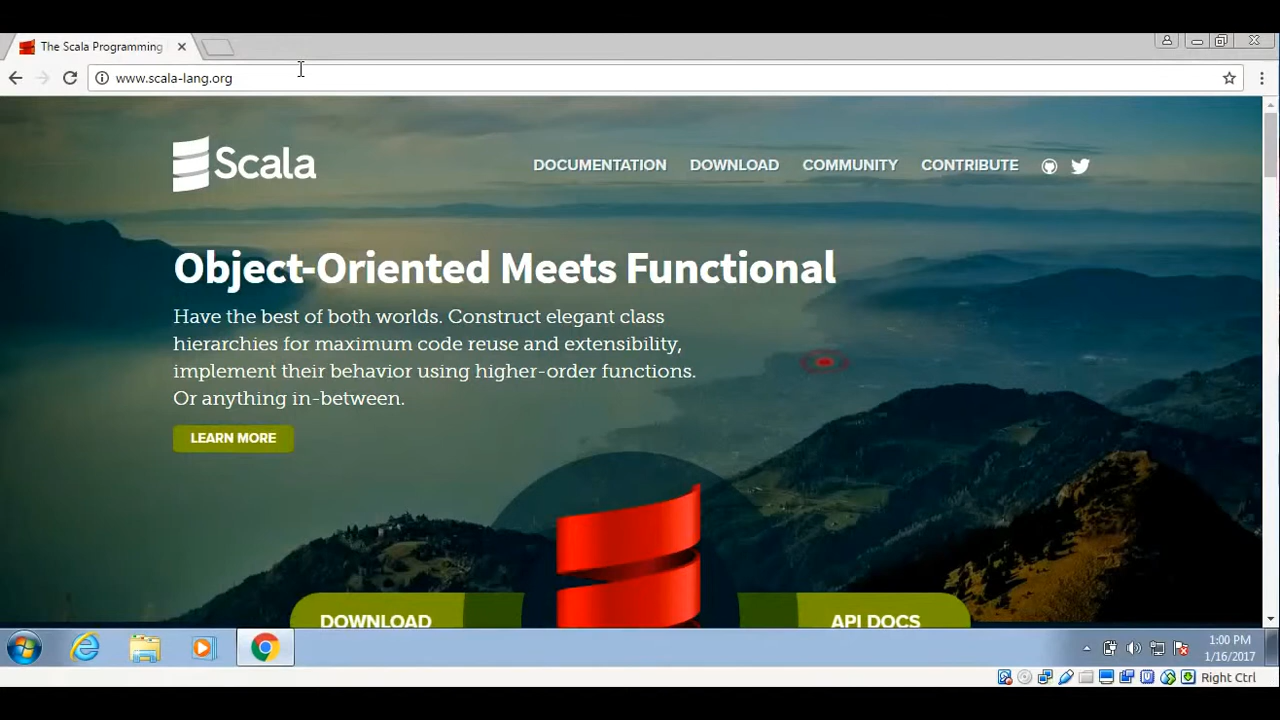 The Scala Programming
www.scala-lang.org
Scala
DOCUMENTATION DOWNLOAD COMMUNITY CONTRIBUTE
Object-Oriented Meets Functional
Have the best of both worlds. Construct elegant class
hierarchies for maximum code reuse and extensibility,
implement their behavior using higher-order functions.
Or anything in-between.
LEARN MORE
DOWNLOAD API DOCS
1:00 PM
1/16/2017
Right Ctrl